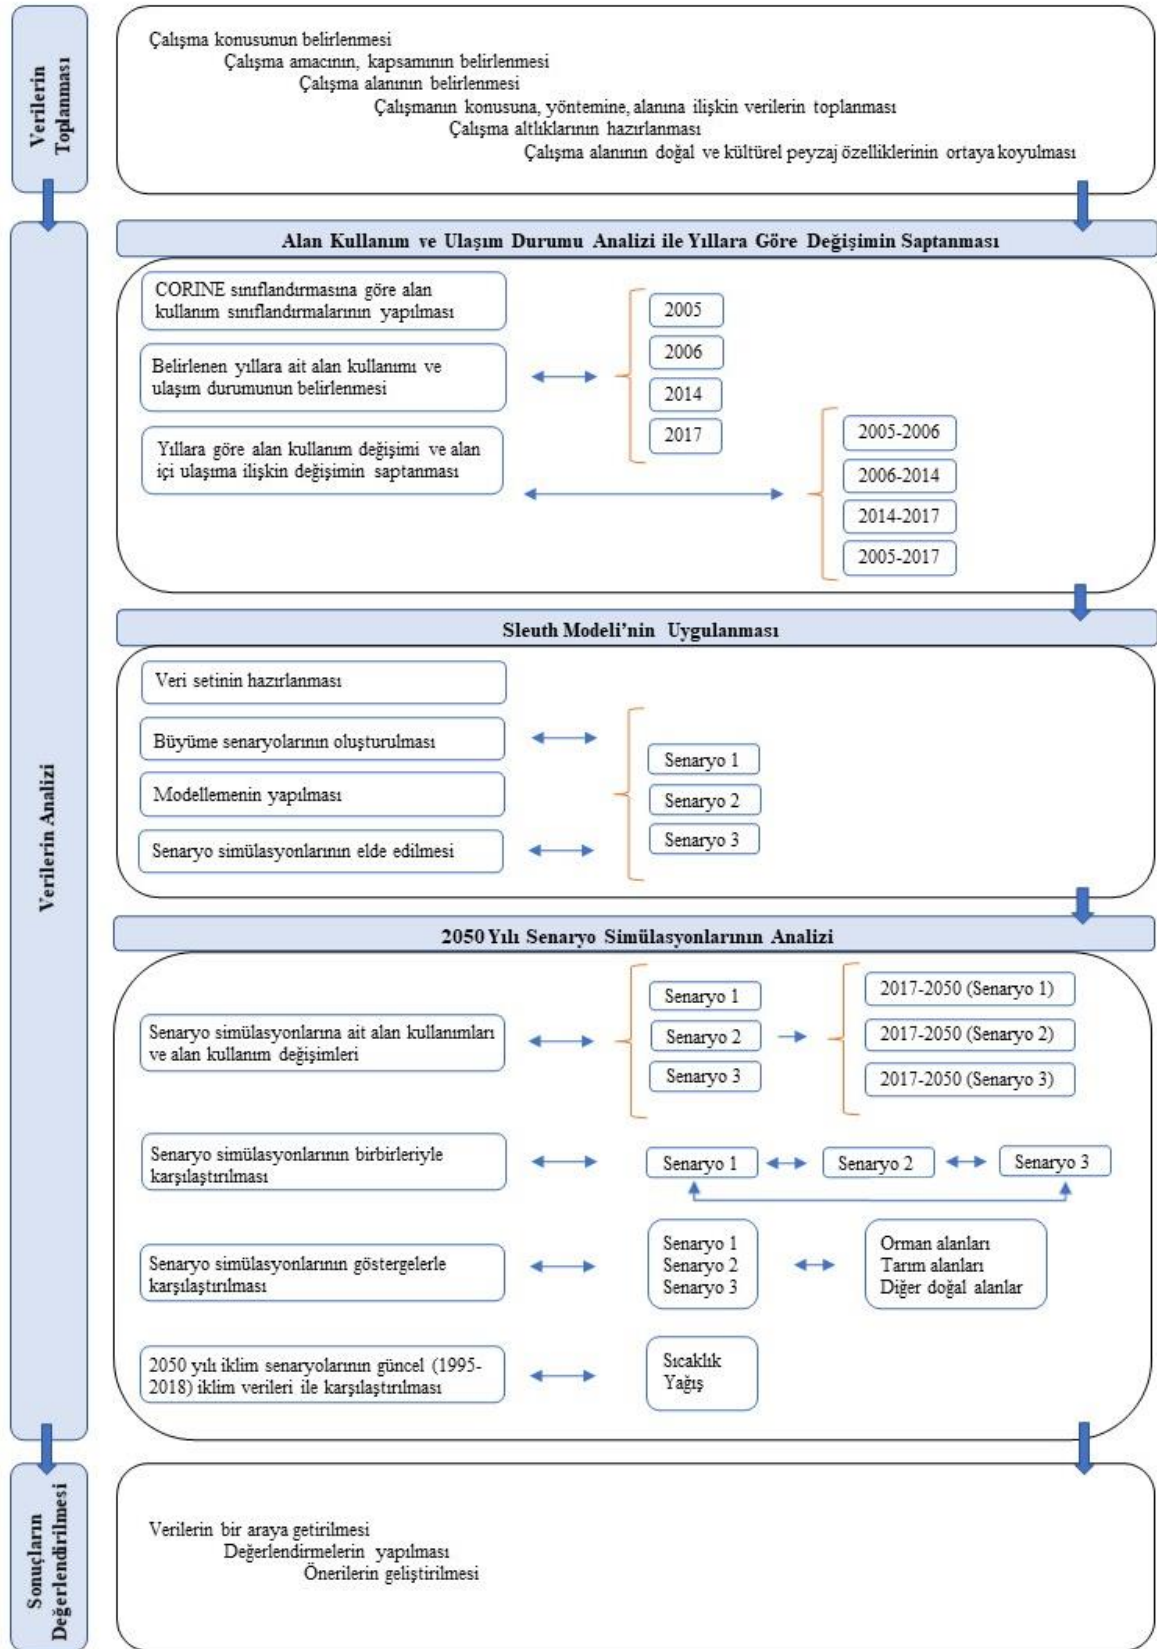 Verilerin
Toplanması
Çalışma konusunun belirlenmesi
Çalışma amacının, kapsamının belirlenmesi
Çalışma alanının belirlenmesi
Çalışmanın konusuna, yöntemine, alanına ilişkin verilerin toplanması
Çalışma altlıklarının hazırlanması
Çalışma alanının doğal ve kültürel peyzaj özelliklerinin ortaya koyulması
Verilerin Analizi
Alan Kullanım ve Ulaşım Durumu Analizi ile Yıllara Göre Değişimin Saptanması
CORINE sınıflandırmasına göre alan
kullanım sınıflandırmalarının yapılması
Belirlenen yıllara ait alan kullanımı ve
ulaşım durumunun belirlenmesi
2005
2006
2014
2017
Yıllara göre alan kullanım değişimi ve alan
içi ulaşıma ilişkin değişimin saptanması
2005-2006
2006-2014
2014-2017
2005-2017
Sleuth Modeli’nin Uygulanması
Veri setinin hazırlanması
Büyüme senaryolarının oluşturulması
Modellemenin yapılması
Senaryo simülasyonlarının elde edilmesi
Senaryo 1
Senaryo 2
Senaryo 3
2050 Yılı Senaryo Simülasyonlarının Analizi
Senaryo simülasyonlarına ait alan kullanımları
ve alan kullanım değişimleri
Senaryo 1
Senaryo 2
Senaryo 3
2017-2050 (Senaryo 1)
2017-2050 (Senaryo 2)
2017-2050 (Senaryo 3)
Senaryo simülasyonlarının birbirleriyle
karşılaştırılması
Senaryo 1
Senaryo 2
Senaryo 3
Senaryo simülasyonlarının göstergelerle
karşılaştırılması
Senaryo 1
Senaryo 2
Senaryo 3
Orman alanları
Tarım alanları
Diğer doğal alanlar
2050 yılı iklim senaryolarının güncel (1995-
2018) iklim verileri ile karşılaştırılması
Sıcaklık
Yağış
Sonuçların
Değerlendirilmesi
Verilerin bir araya getirilmesi
Değerlendirmelerin yapılması
Önerilerin geliştirilmesi